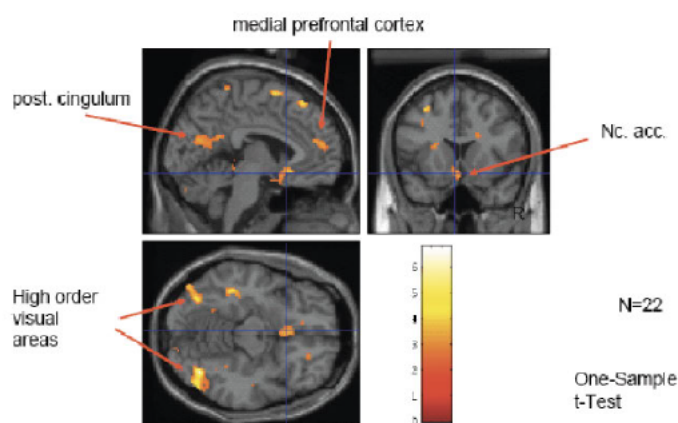 medial prefrontal cortex
post. cingulum
Nc. acc.
R
High order
visual
areas
N=22
One-Sample
t-Test